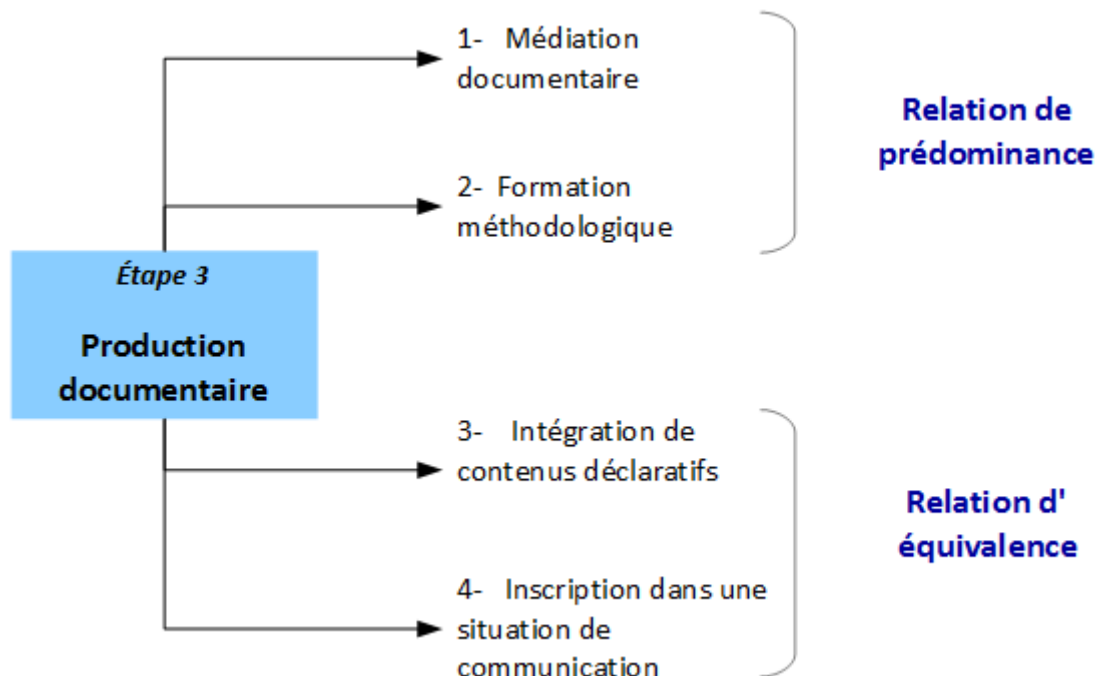 1- Médiation
documentaire
Relation de
prédominance
2- Formation
méthodologique
Étape 3
Production
documentaire
3- Intégration de
contenus déclaratifs
Relation d'
équivalence
4- Inscription dans une
situation de
communication